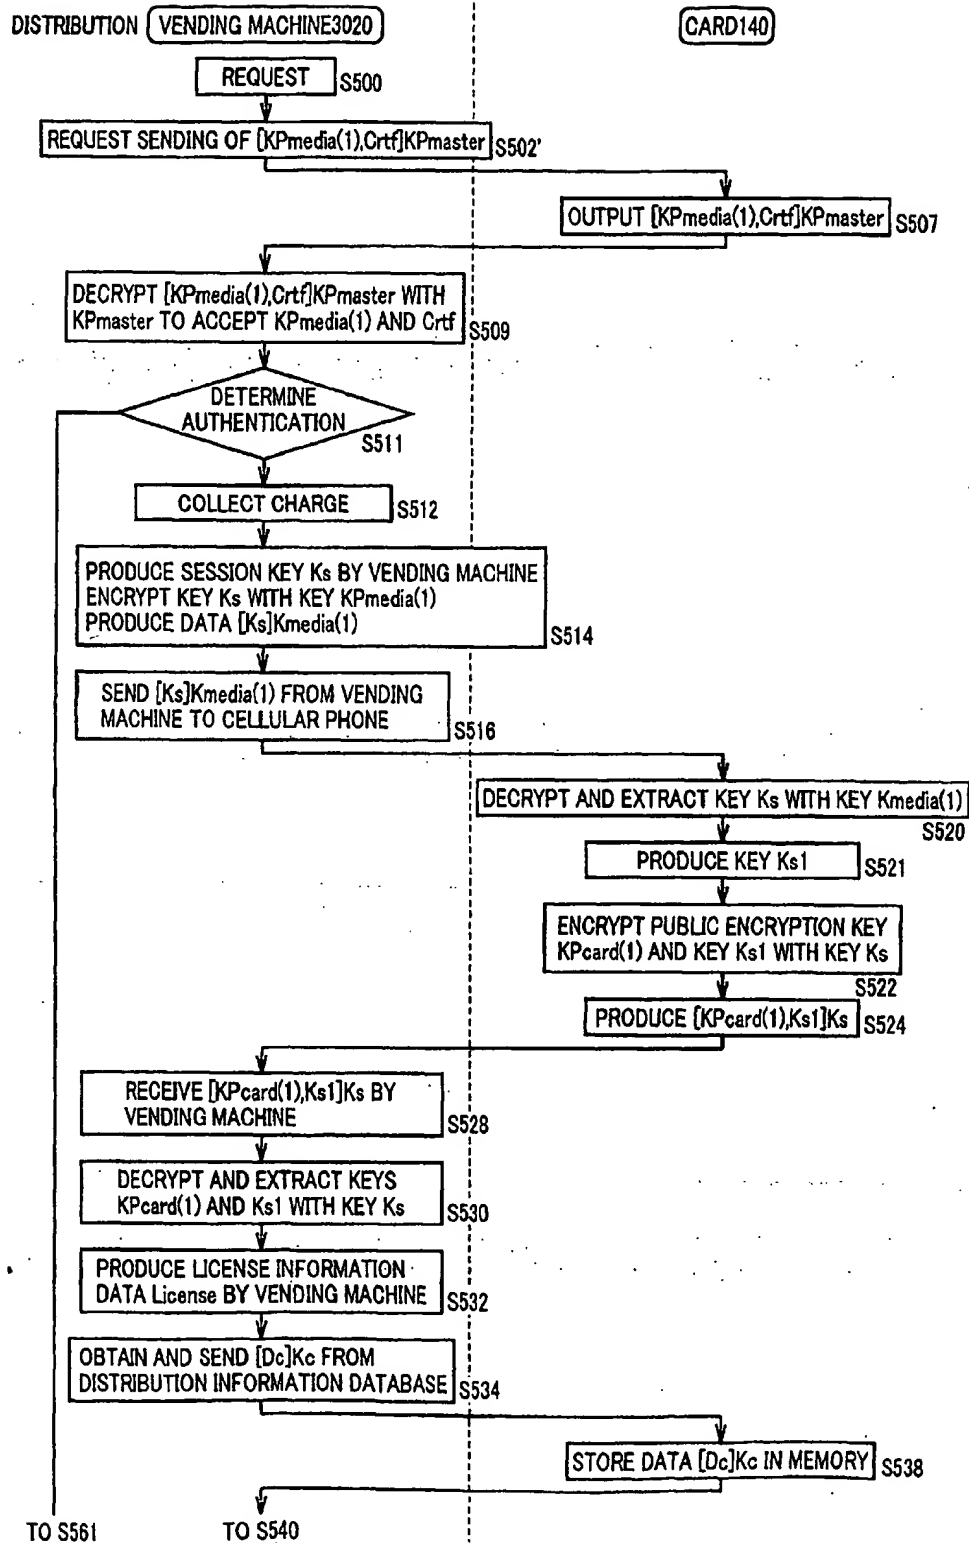 DISTRIBUTION VENDING MACHINE3020 CARD140
REQUEST S500
REQUEST SENDING OF [KPmedia(1),Crtf]KPmaster S502'
OUTPUT [KPmedia(1),Crtf]KPmaster S507
DECRYPT [KPmedia(1),Crtf]KPmaster WITH
KPmaster TO ACCEPT KPmedia(1) AND Crtf S509
DETERMINE
AUTHENTICATION
S511
COLLECT CHARGE S512
PRODUCE SESSION KEY Ks BY VENDING MACHINE
ENCRYPT KEY Ks WITH KEY KPmedia(1)
PRODUCE DATA [Ks]Kmedia(1)
S514
SEND [Ks]Kmedia(1) FROM VENDING
MACHINE TO CELLULAR PHONE S516
DECRYPT AND EXTRACT KEY Ks WITH KEY Kmedia(1)
S520
PRODUCE KEY Ks1 S521
ENCRYPT PUBLIC ENCRYPTION KEY
KPcard(1) AND KEY Ks1 WITH KEY Ks
S522
PRODUCE [KPcard(1),Ks1]Ks S524
RECEIVE [KPcard(1),Ks1]Ks BY
VENDING MACHINE S528
DECRYPT AND EXTRACT KEYS
KPcard(1) AND Ks1 WITH KEY Ks S530
PRODUCE LICENSE INFORMATION
DATA License BY VENDING MACHINE S532
OBTAIN AND SEND [Dc]Kc FROM
DISTRIBUTION INFORMATION DATABASE S534
STORE DATA [Dc]Kc IN MEMORY S538
TO S561 TO S540